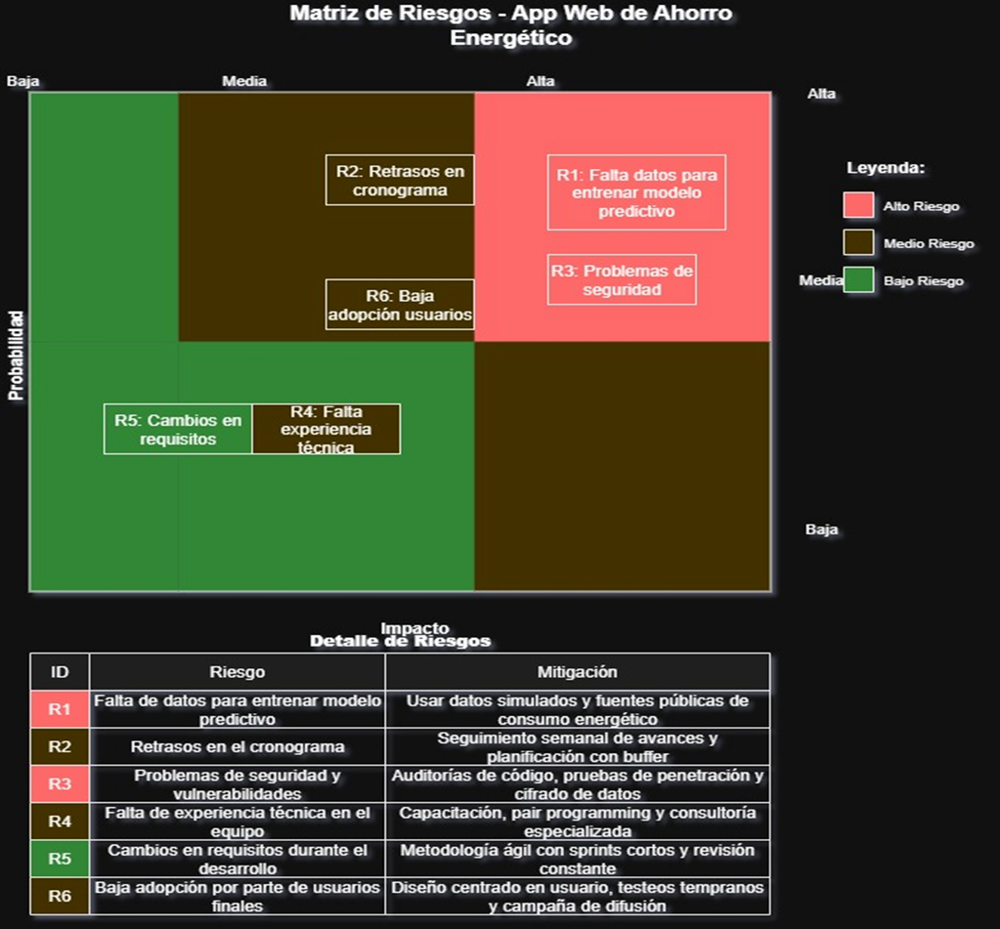 Matriz de Riesgos - App Web de Ahorro
Energético
Baja
Media
Alta
Alta
R2: Retrasos en
cronograma
R1: Falta datos para
entrenar modelo
predictivo
Leyenda:
Alto Riesgo
Medio Riesgo
Media
Bajo Riesgo
R6: Baja
adopción usuarios
R3: Problemas de
seguridad
Probabilidad
R5: Cambios en
requisitos
R4: Falta
experiencia
técnica
Baja
Impacto
Detalle de Riesgos
ID
Riesgo
Mitigación
R1
Falta de datos para entrenar modelo
predictivo
Usar datos simulados y fuentes públicas de
consumo energético
R2
Retrasos en el cronograma
Seguimiento semanal de avances y
planificación con buffer
R3
Problemas de seguridad y
vulnerabilidades
Auditorías de código, pruebas de penetración y
cifrado de datos
R4
Falta de experiencia técnica en el
equipo
Capacitación, pair programming y consultoría
especializada
R5
Cambios en requisitos durante el
desarrollo
Metodología ágil con sprints cortos y revisión
constante
R6
Baja adopción por parte de usuarios
finales
Diseño centrado en usuario, testeos tempranos
y campaña de difusión